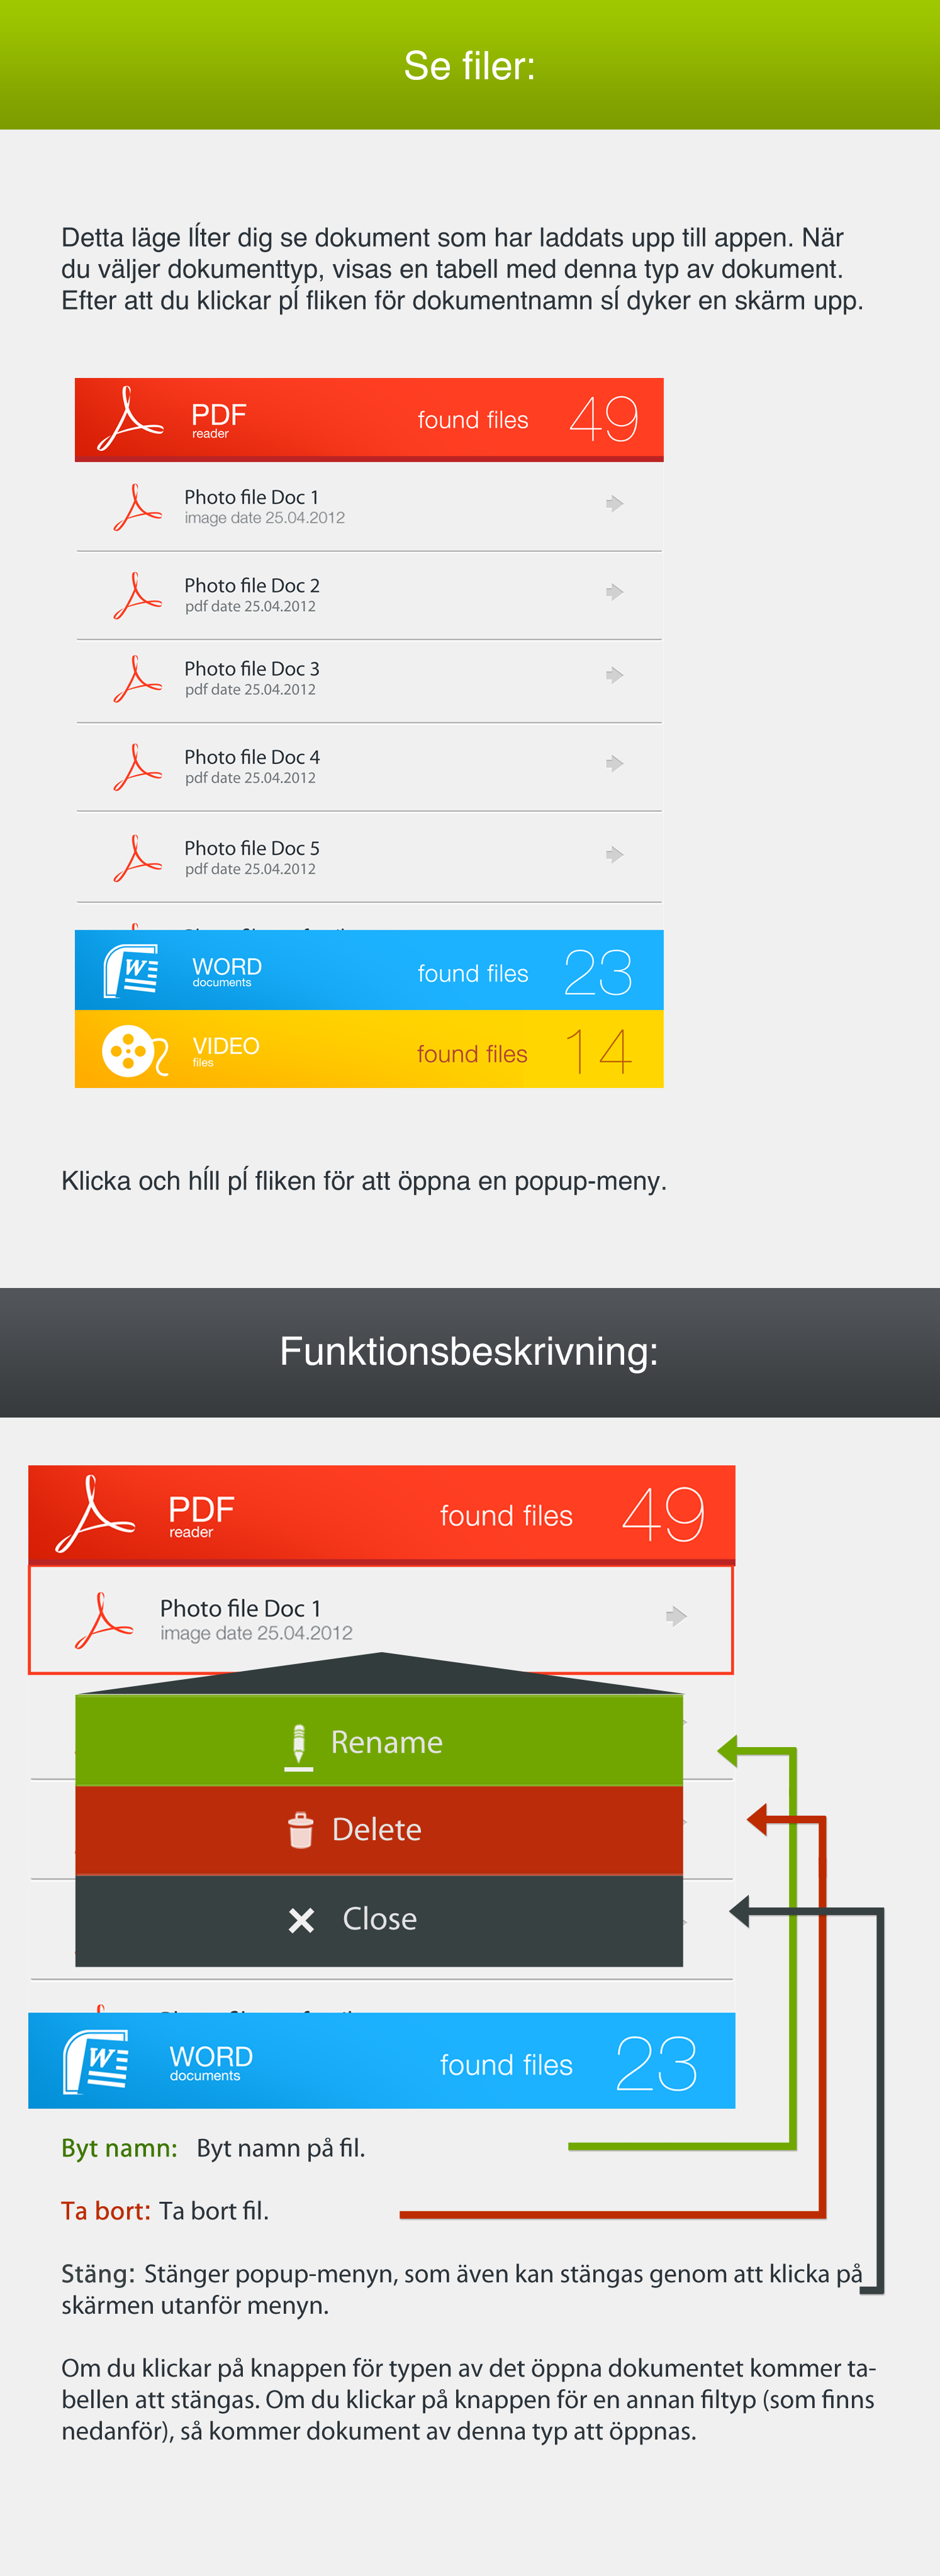 Se filer:
Detta läge lĺter dig se dokument som har laddats upp till appen. När
du väljer dokumenttyp, visas en tabell med denna typ av dokument.
Efter att du klickar pĺ fliken för dokumentnamn sĺ dyker en skärm upp.
PDF
reader
found files 49
Photo file Doc 1
image date 25.04.2012
Photo file Doc 2
pdf date 25.04.2012
Photo file Doc 3
pdf date 25.04.2012
Photo file Doc 4
pdf date 25.04.2012
Photo file Doc 5
pdf date 25.04.2012
WORD
documents
found files 23
VIDEO
files
found files 14
Klicka och hĺll pĺ fliken för att öppna en popup-meny.
Funktionsbeskrivning:
PDF
reader
found files 49
Photo file Doc 1
image date 25.04.2012
Rename
Delete
Close
WORD
documents
found files 23
Byt namn: Byt namn på fil.
Ta bort: Ta bort fil.
Stäng: Stänger popup-menyn, som även kan stängas genom att klicka på
skärmen utanför menyn.
Om du klickar på knappen för typen av det öppna dokumentet kommer ta-
bellen att stängas. Om du klickar på knappen för en annan filtyp (som finns
nedanför), så kommer dokument av denna typ att öppnas.